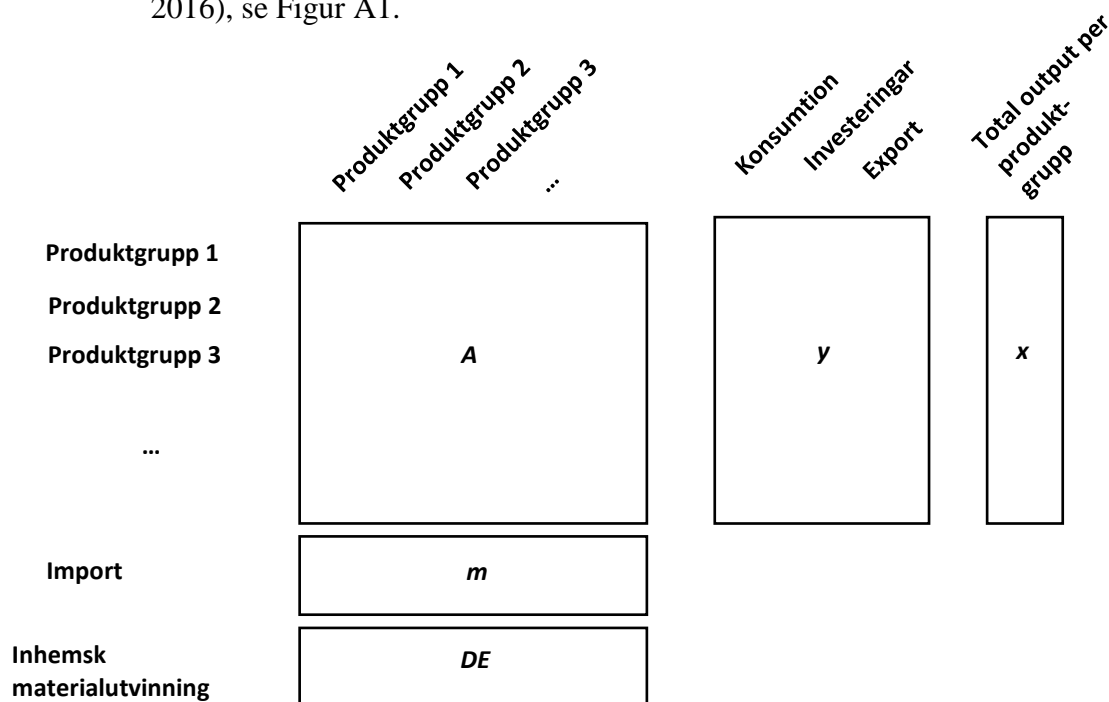 2016), se Figur A1.
Produktgrupp 1
Produktgrupp 2
Produktgrupp 3
…
Konsumtion
Investeringar
Export
Total output per
produkt-
grupp
Produktgrupp 1
Produktgrupp 2
Produktgrupp 3
…
A
y
x
Import
m
Inhemsk
materialutvinning
DE